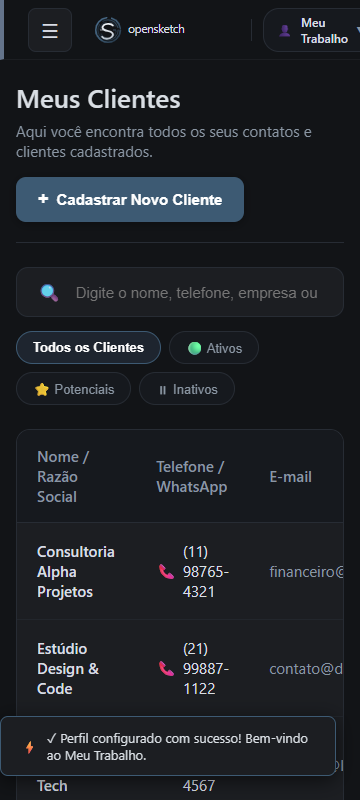 opensketch
Meu
Trabalho
Meus Clientes
Aqui você encontra todos os seus contatos e
clientes cadastrados.
+ Cadastrar Novo Cliente
Digite o nome, telefone, empresa ou
Todos os Clientes
Ativos
Potenciais
Inativos
Nome /
Razão
Social
Telefone /
WhatsApp
E-mail
Consultoria
Alpha
Projetos
(11)
98765-
4321
financeiro@
Estúdio
Design &
Code
(21)
99887-
1122
contato@d
✓ Perfil configurado com sucesso! Bem-vindo
ao Meu Trabalho.
Tech
4567